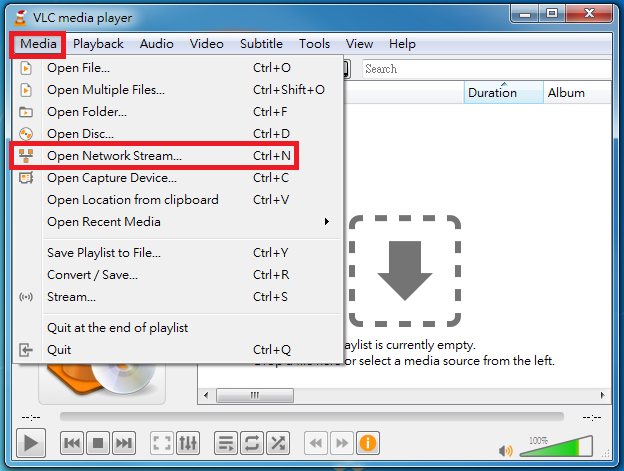 VLC media player
Media Playback Audio Video Subtitle Tools View Help
Open File... Ctrl+O
Open Multiple Files... Ctrl+Shift+O
Open Folder... Ctrl+F
Open Disc... Ctrl+D
Open Network Stream... Ctrl+N
Open Capture Device... Ctrl+C
Open Location from clipboard Ctrl+V
Open Recent Media
Save Playlist to File... Ctrl+Y
Convert / Save... Ctrl+R
Stream... Ctrl+S
Quit at the end of playlist
Quit Ctrl+Q
Search
Duration Album
aylist is currently empty.
or select a media source from the left.
--:-- --:--
100%